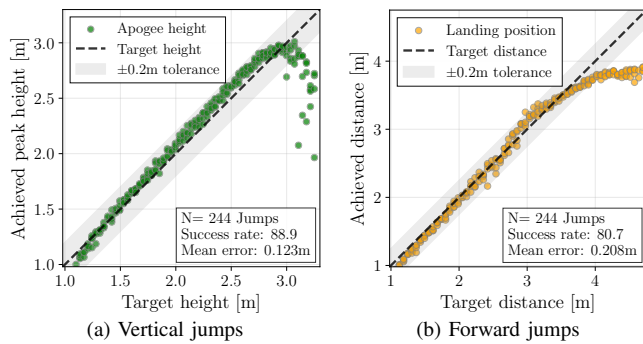 Apogee height
Target height
±0.2m tolerance
Achieved peak height [m]
3.0
2.5
2.0
1.5
1.0
N= 244 Jumps
Success rate: 88.9
Mean error: 0.123m
1.0 1.5 2.0 2.5 3.0
Target height [m]
(a) Vertical jumps
Landing position
Target distance
±0.2m tolerance
Achieved distance [m]
4
3
2
1
N= 244 Jumps
Success rate: 80.7
Mean error: 0.208m
1 2 3 4
Target distance [m]
(b) Forward jumps